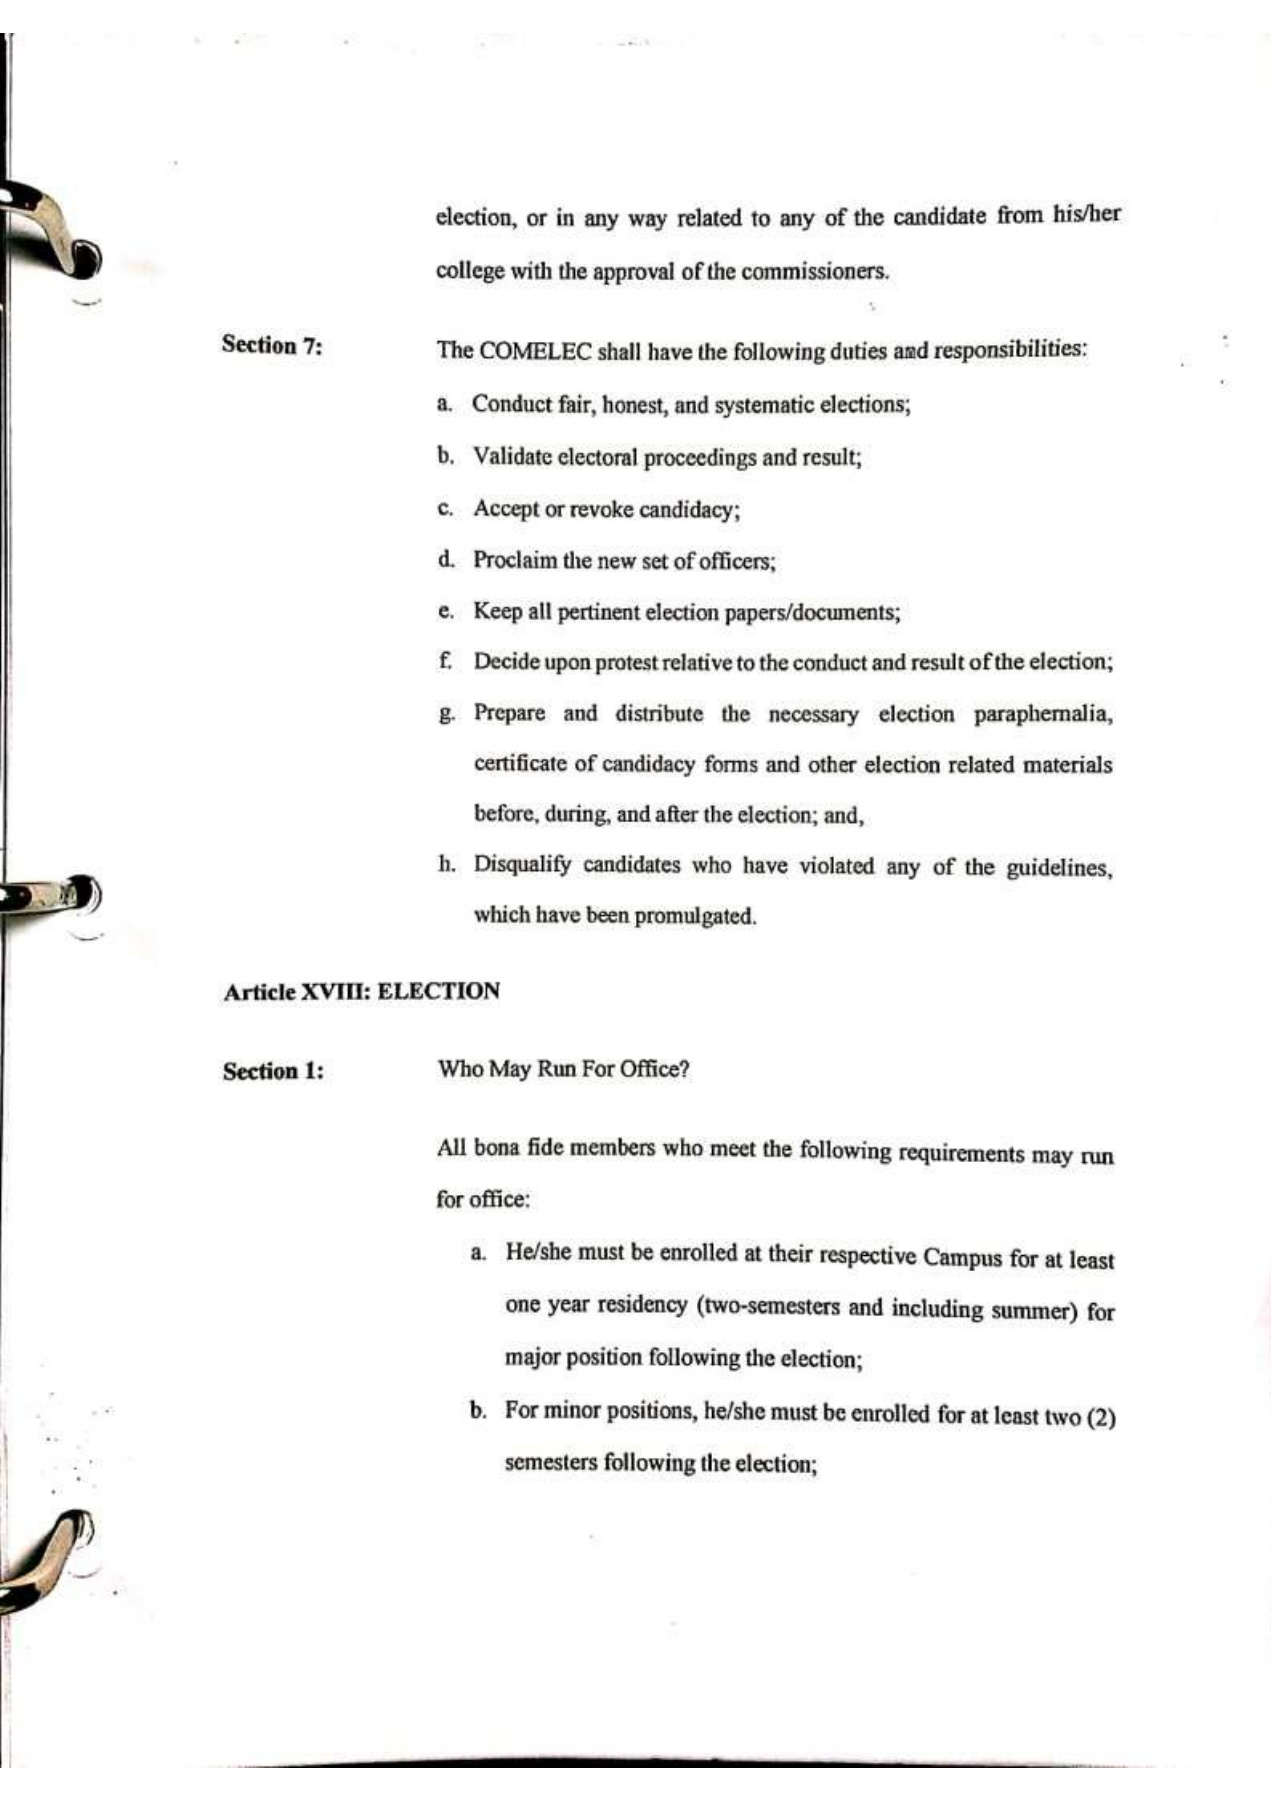 election, or in any way related to any of the candidate from his/her
college with the approval of the commissioners.
Section 7: The COMELEC shall have the following duties and responsibilities:
a. Conduct fair, honest, and systematic elections;
b. Validate electoral proceedings and result;
c. Accept or revoke candidacy;
d. Proclaim the new set of officers;
e. Keep all pertinent election papers/documents;
f. Decide upon protest relative to the conduct and result of the election;
g. Prepare and distribute the necessary election paraphernalia,
certificate of candidacy forms and other election related materials
before, during, and after the election; and,
h. Disqualify candidates who have violated any of the guidelines,
which have been promulgated.
Article XVIII: ELECTION
Section 1: Who May Run For Office?
All bona fide members who meet the following requirements may run
for office:
a. He/she must be enrolled at their respective Campus for at least
one year residency (two-semesters and including summer) for
major position following the election;
b. For minor positions, he/she must be enrolled for at least two (2)
semesters following the election;